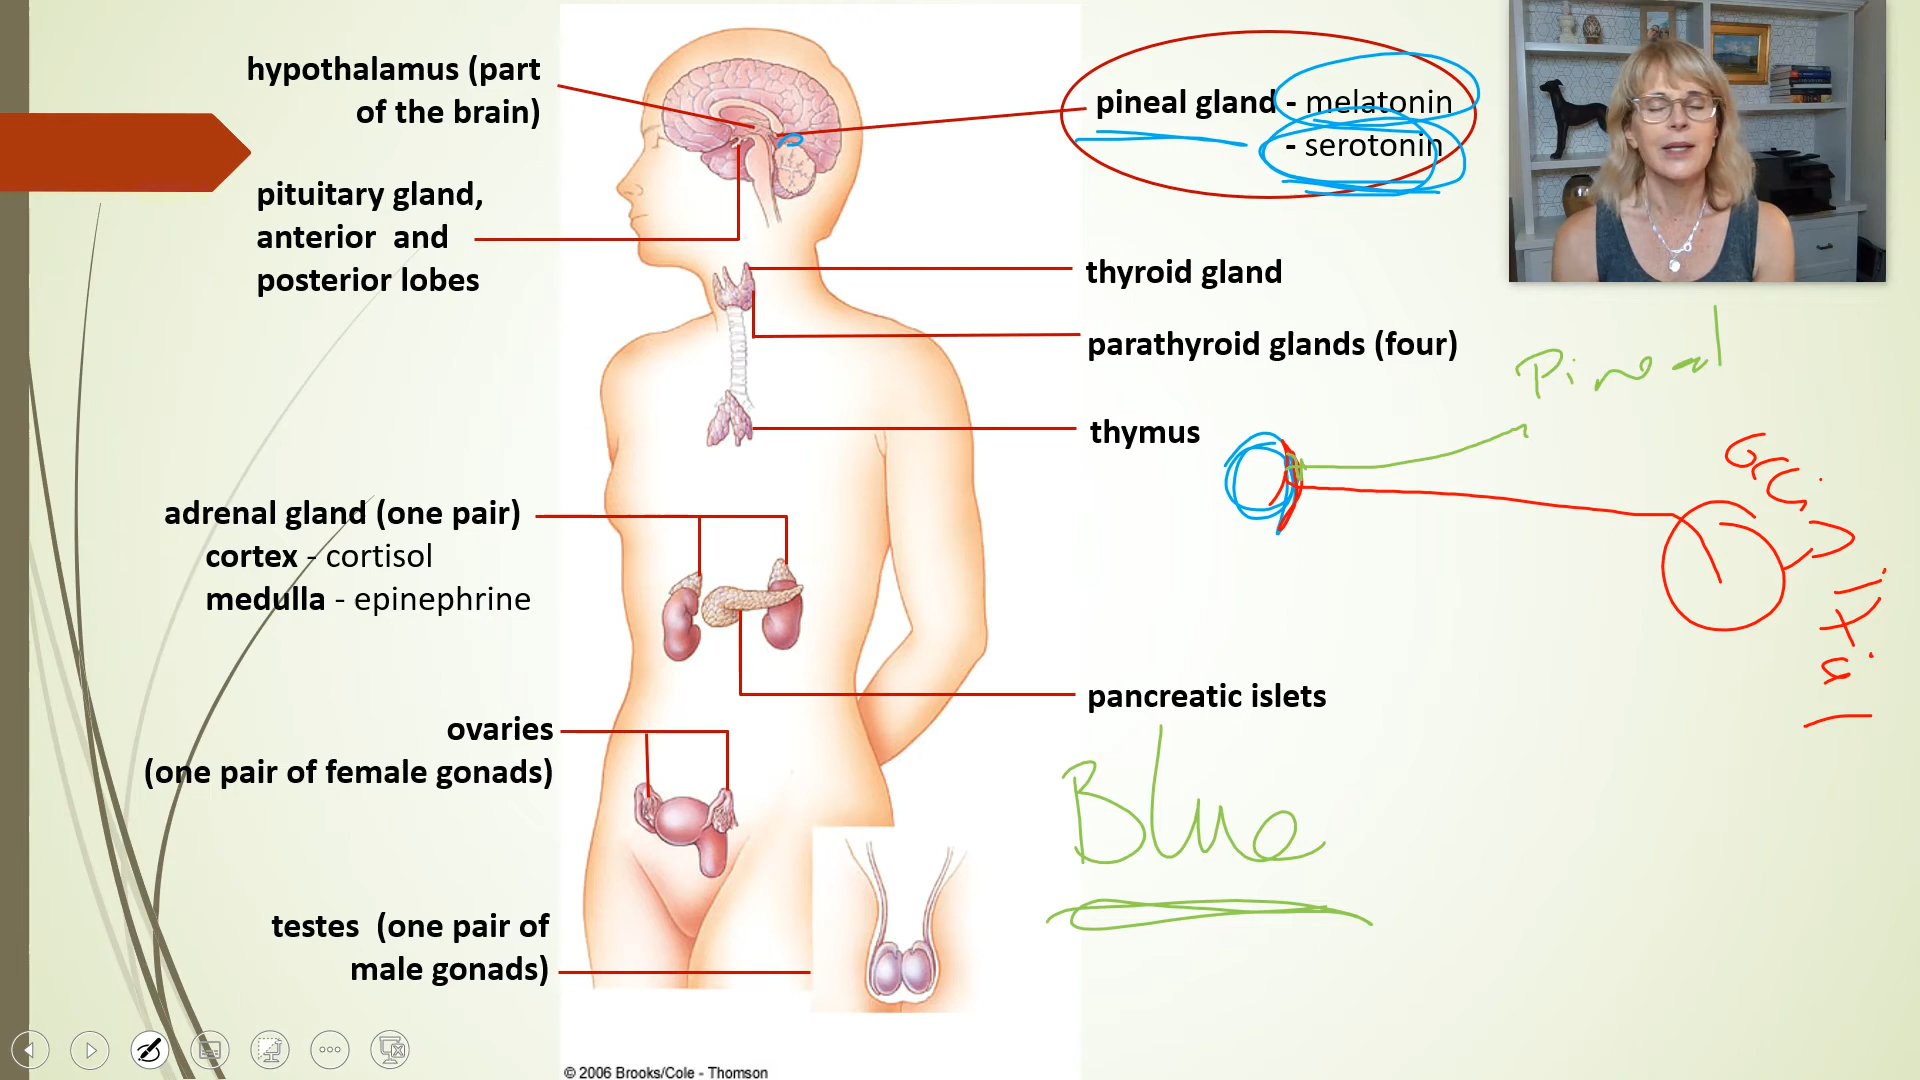 hypothalamus (part
of the brain)
pituitary gland,
anterior and
posterior lobes
adrenal gland (one pair)
cortex - cortisol
medulla - epinephrine
ovaries
(one pair of female gonads)
testes (one pair of
male gonads)
pineal gland - melatonin
- serotonin
thyroid gland
parathyroid glands (four)
thymus
pancreatic islets
Pineal
Blue
© 2006 Brooks/Cole - Thomson